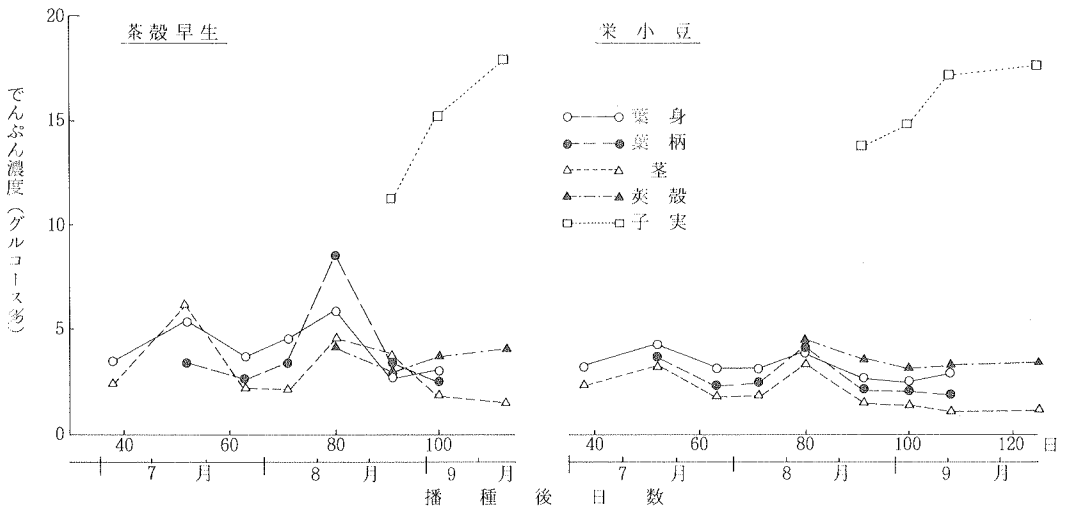 茶殻早生
栄小豆
でんぷん濃度(グルコース%)
20
15
10
5
0
葉身
葉柄
茎
莢殻
子実
40 60 80 100
7月 8月 9月
40 60 80 100 120 日
7月 8月 9月
播種後日数